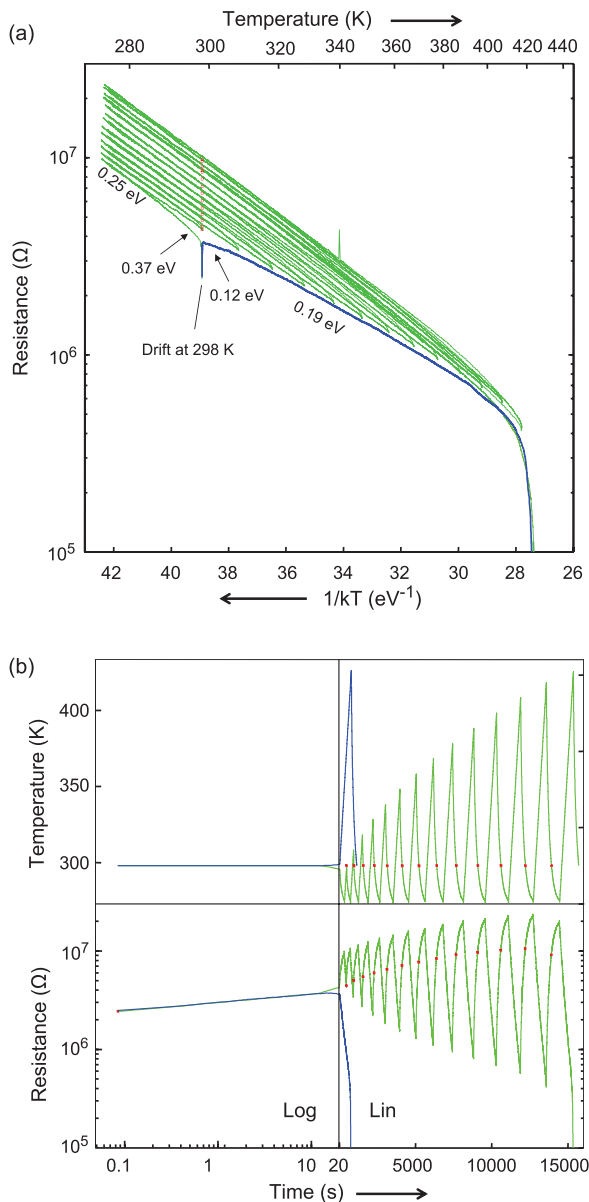 Temperature (K)
(a)
280 300 320 340 360 380 400 420 440
10^7
10^6
10^5
Resistance (Ω)
0.25 eV
0.37 eV
0.12 eV
0.19 eV
Drift at 298 K
42 40 38 36 34 32 30 28 26
1/kT (eV^-1)
(b)
400
350
300
Temperature (K)
10^7
10^6
10^5
Resistance (Ω)
Log Lin
0.1 1 10 20 5000 10000 15000
Time (s)